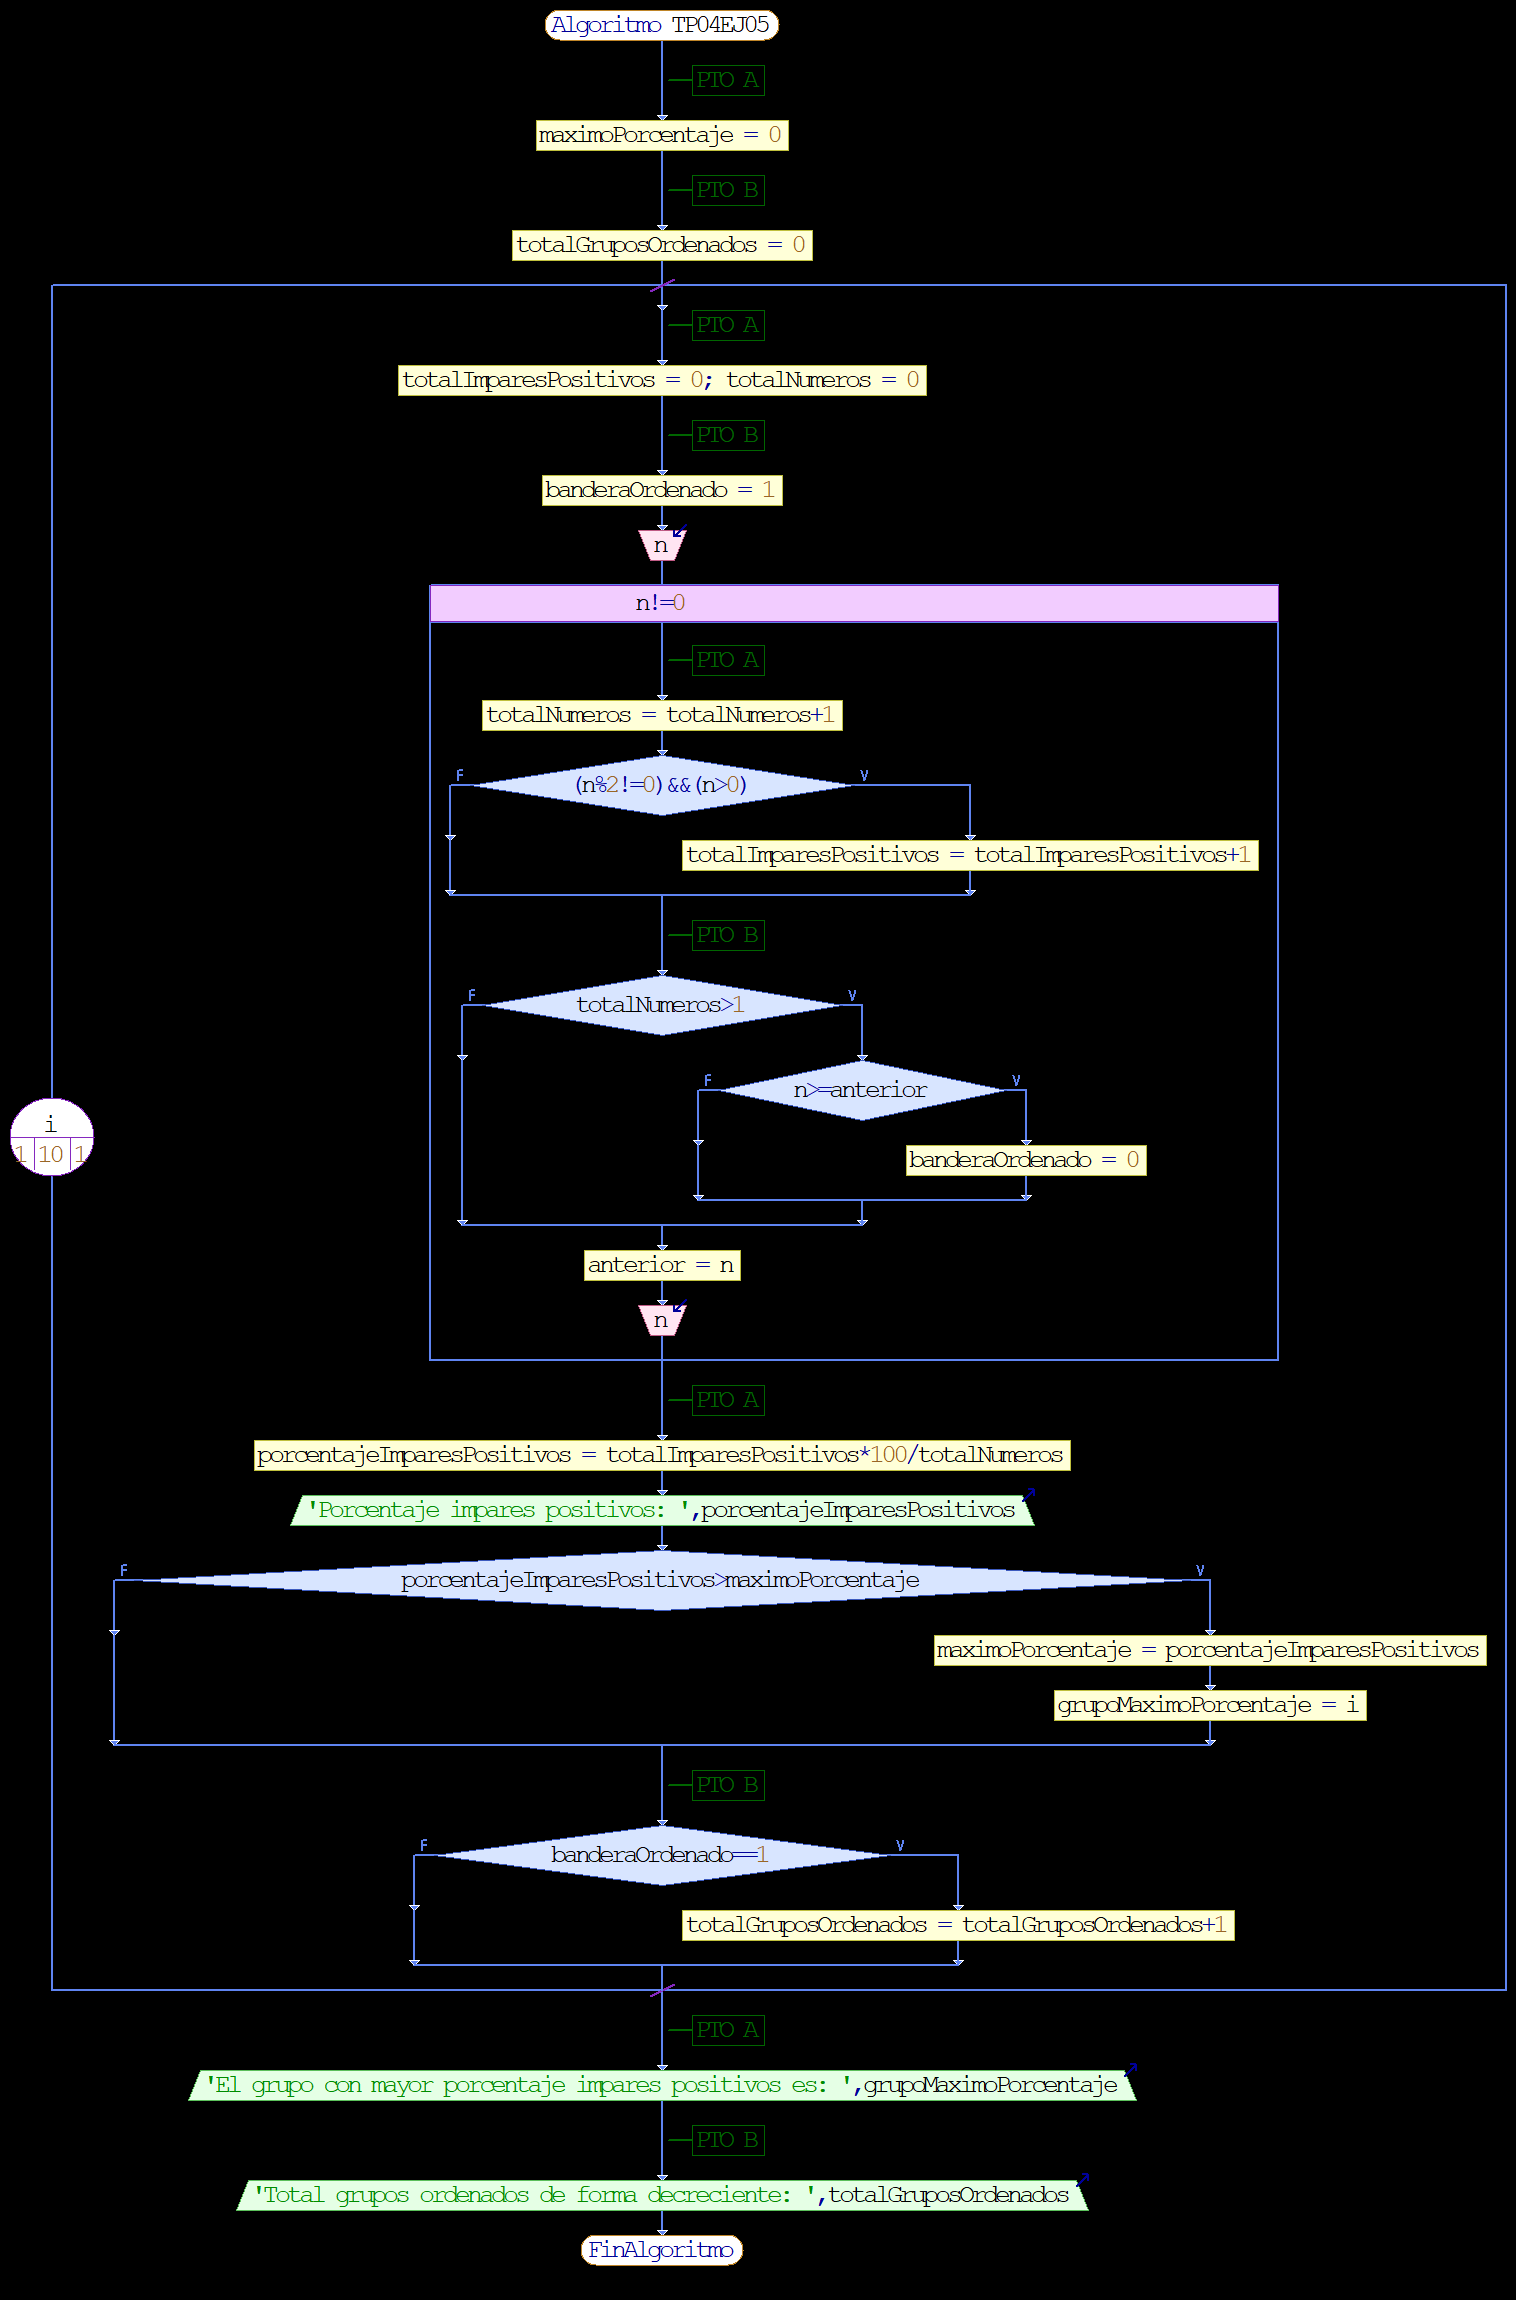 Algoritmo TP04EJ05
PTO A
maximoPorcentaje = 0
PTO B
totalGruposOrdenados = 0
PTO A
totalImparesPositivos = 0; totalNumeros = 0
PTO B
banderaOrdenado = 1
n
n!=0
PTO A
totalNumeros = totalNumeros+1
F
(n%2!=0)&&(n>0)
V
totalImparesPositivos = totalImparesPositivos+1
PTO B
F
totalNumeros>1
V
F
n>=anterior
V
i
1 10 1
banderaOrdenado = 0
anterior = n
n
PTO A
porcentajeImparesPositivos = totalImparesPositivos*100/totalNumeros
'Porcentaje impares positivos: ',porcentajeImparesPositivos
F
porcentajeImparesPositivos>maximoPorcentaje
V
maximoPorcentaje = porcentajeImparesPositivos
grupoMaximoPorcentaje = i
PTO B
F
banderaOrdenado==1
V
totalGruposOrdenados = totalGruposOrdenados+1
PTO A
'El grupo con mayor porcentaje impares positivos es: ',grupoMaximoPorcentaje
PTO B
'Total grupos ordenados de forma decreciente: ',totalGruposOrdenados
FinAlgoritmo